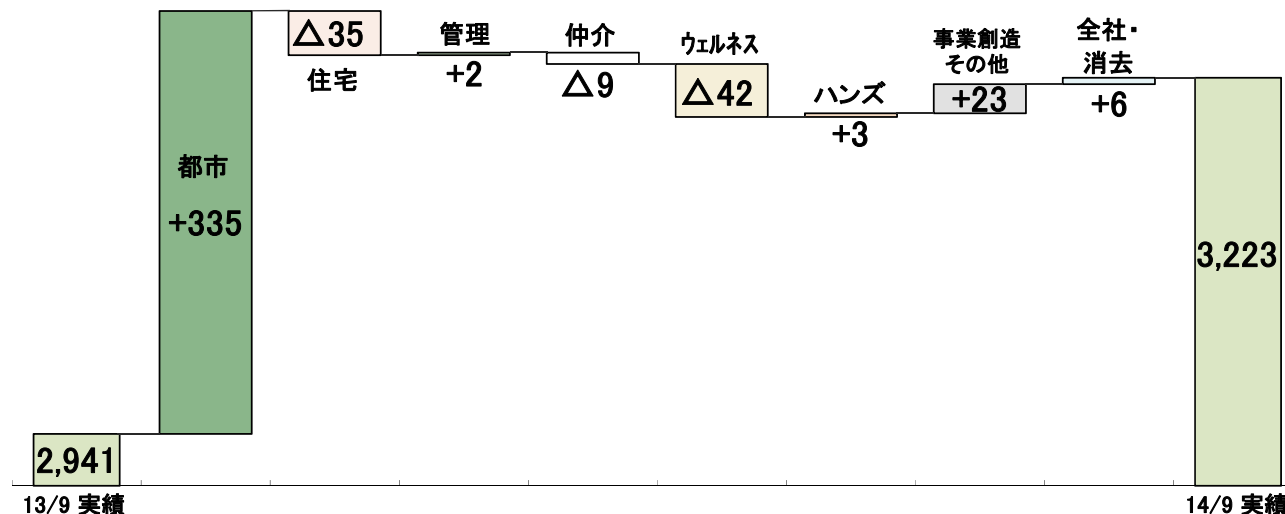 都市
+335
△35
住宅
管理
+2
仲介
△9
ウェルネス
△42
ハンズ
+3
事業創造
その他
+23
全社・
消去
+6
2,941
3,223
13/9 実績
14/9 実績